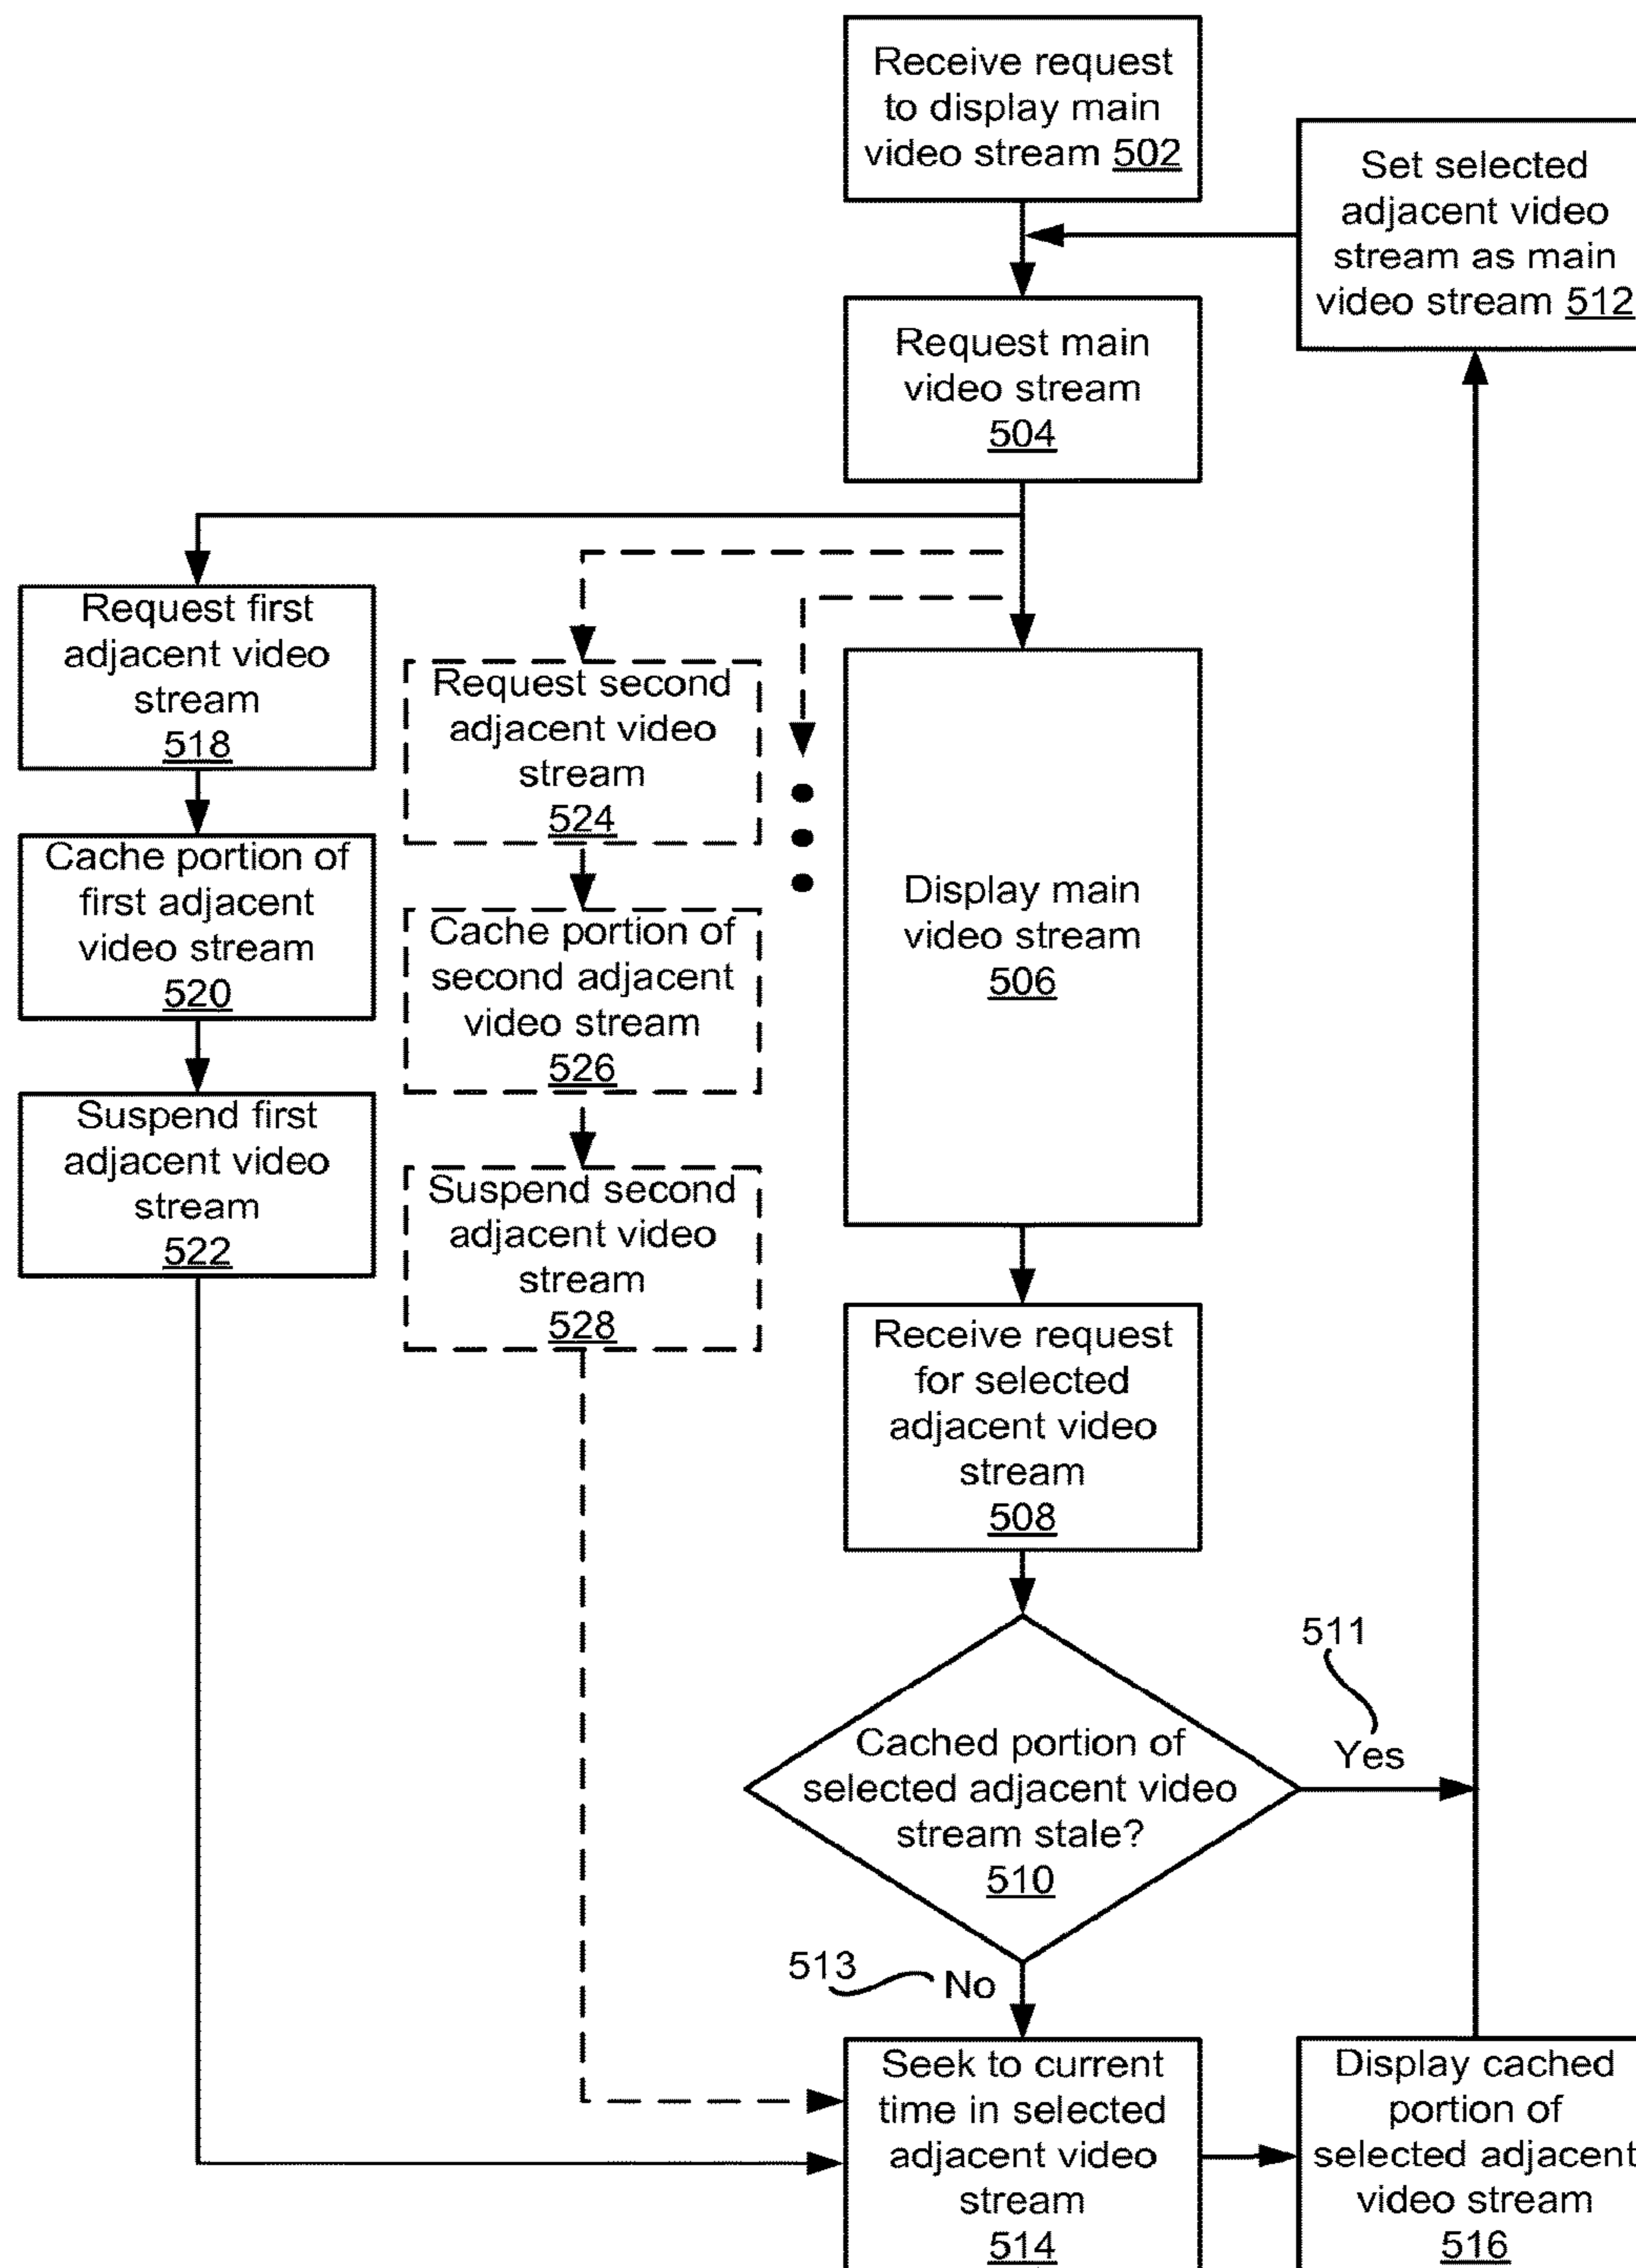 Receive request
to display main
video stream 502
Set selected
adjacent video
stream as main
video stream 512
Request main
video stream
504
Request first
adjacent video
stream
518
Request second
adjacent video
stream
524
Cache portion of
first adjacent
video stream
520
Cache portion of
second adjacent
video stream
526
Display main
video stream
506
Suspend first
adjacent video
stream
522
Suspend second
adjacent video
stream
528
Receive request
for selected
adjacent video
stream
508
511
Yes
Cached portion of
selected adjacent video
stream stale?
510
513
No
Seek to current
time in selected
adjacent video
stream
514
Display cached
portion of
selected adjacent
video stream
516